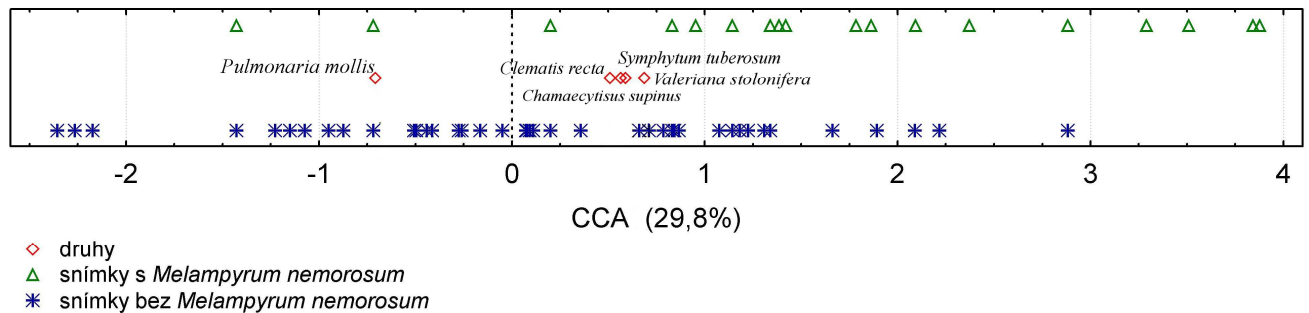 Symphytum tuberosum
Pulmonaria mollis
Clematis recta
Valeriana stolonifera
Chamaecytisus supinus
-2 -1 0 1 2 3 4
CCA (29,8%)
druhy
snímky s Melampyrum nemorosum
snímky bez Melampyrum nemorosum